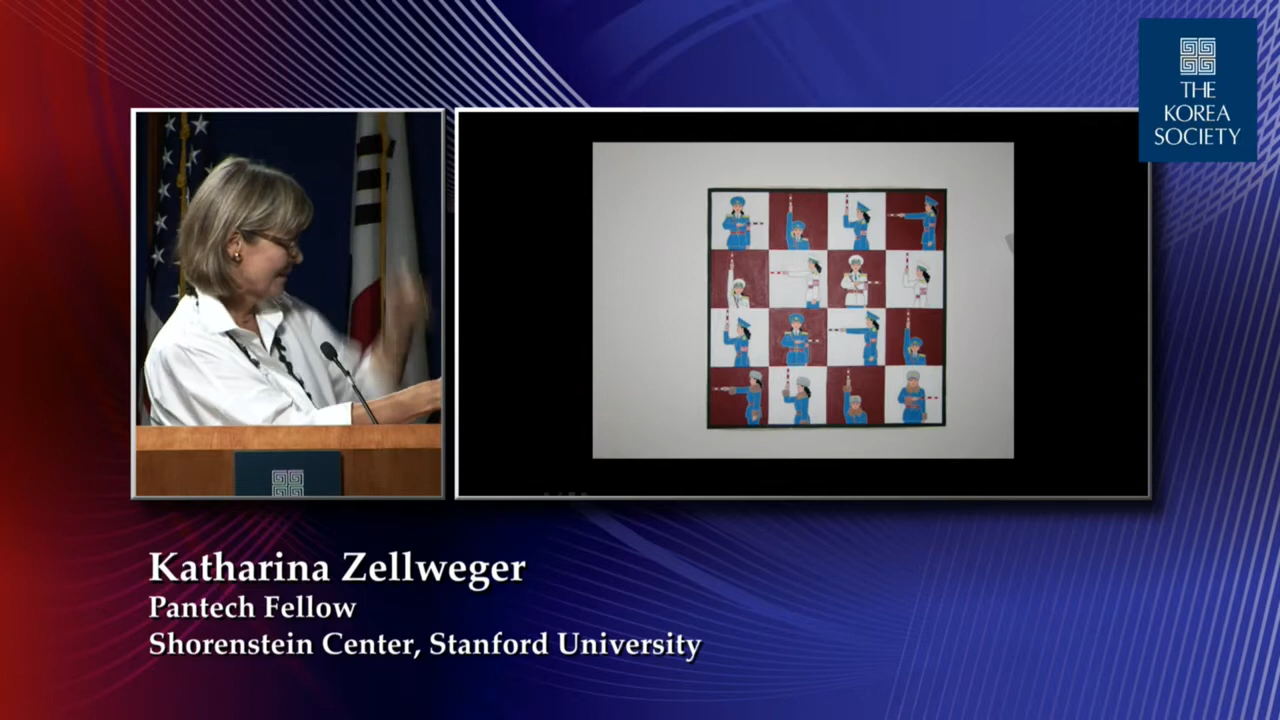 THE
KOREA
SOCIETY
Katharina Zellweger
Pantech Fellow
Shorenstein Center, Stanford University